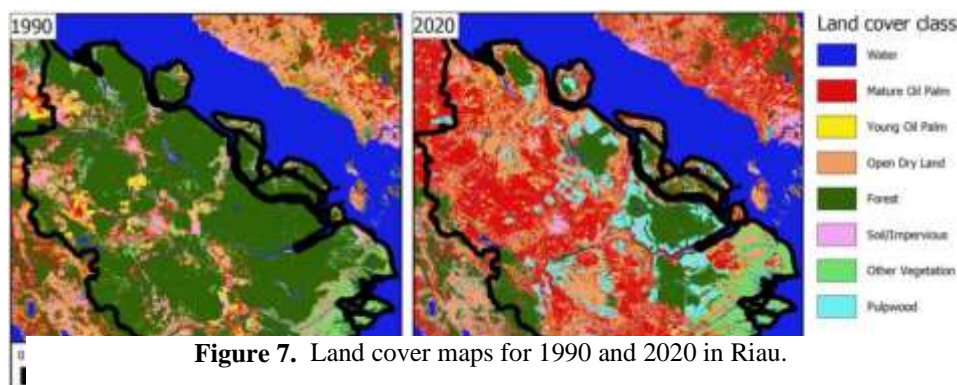 1990
2020
Land cover class
Water
Mature Oil Palm
Young Oil Palm
Open Dry Land
Forest
Soil/Impervious
Other Vegetation
Pulpwood
0
Figure 7. Land cover maps for 1990 and 2020 in Riau.